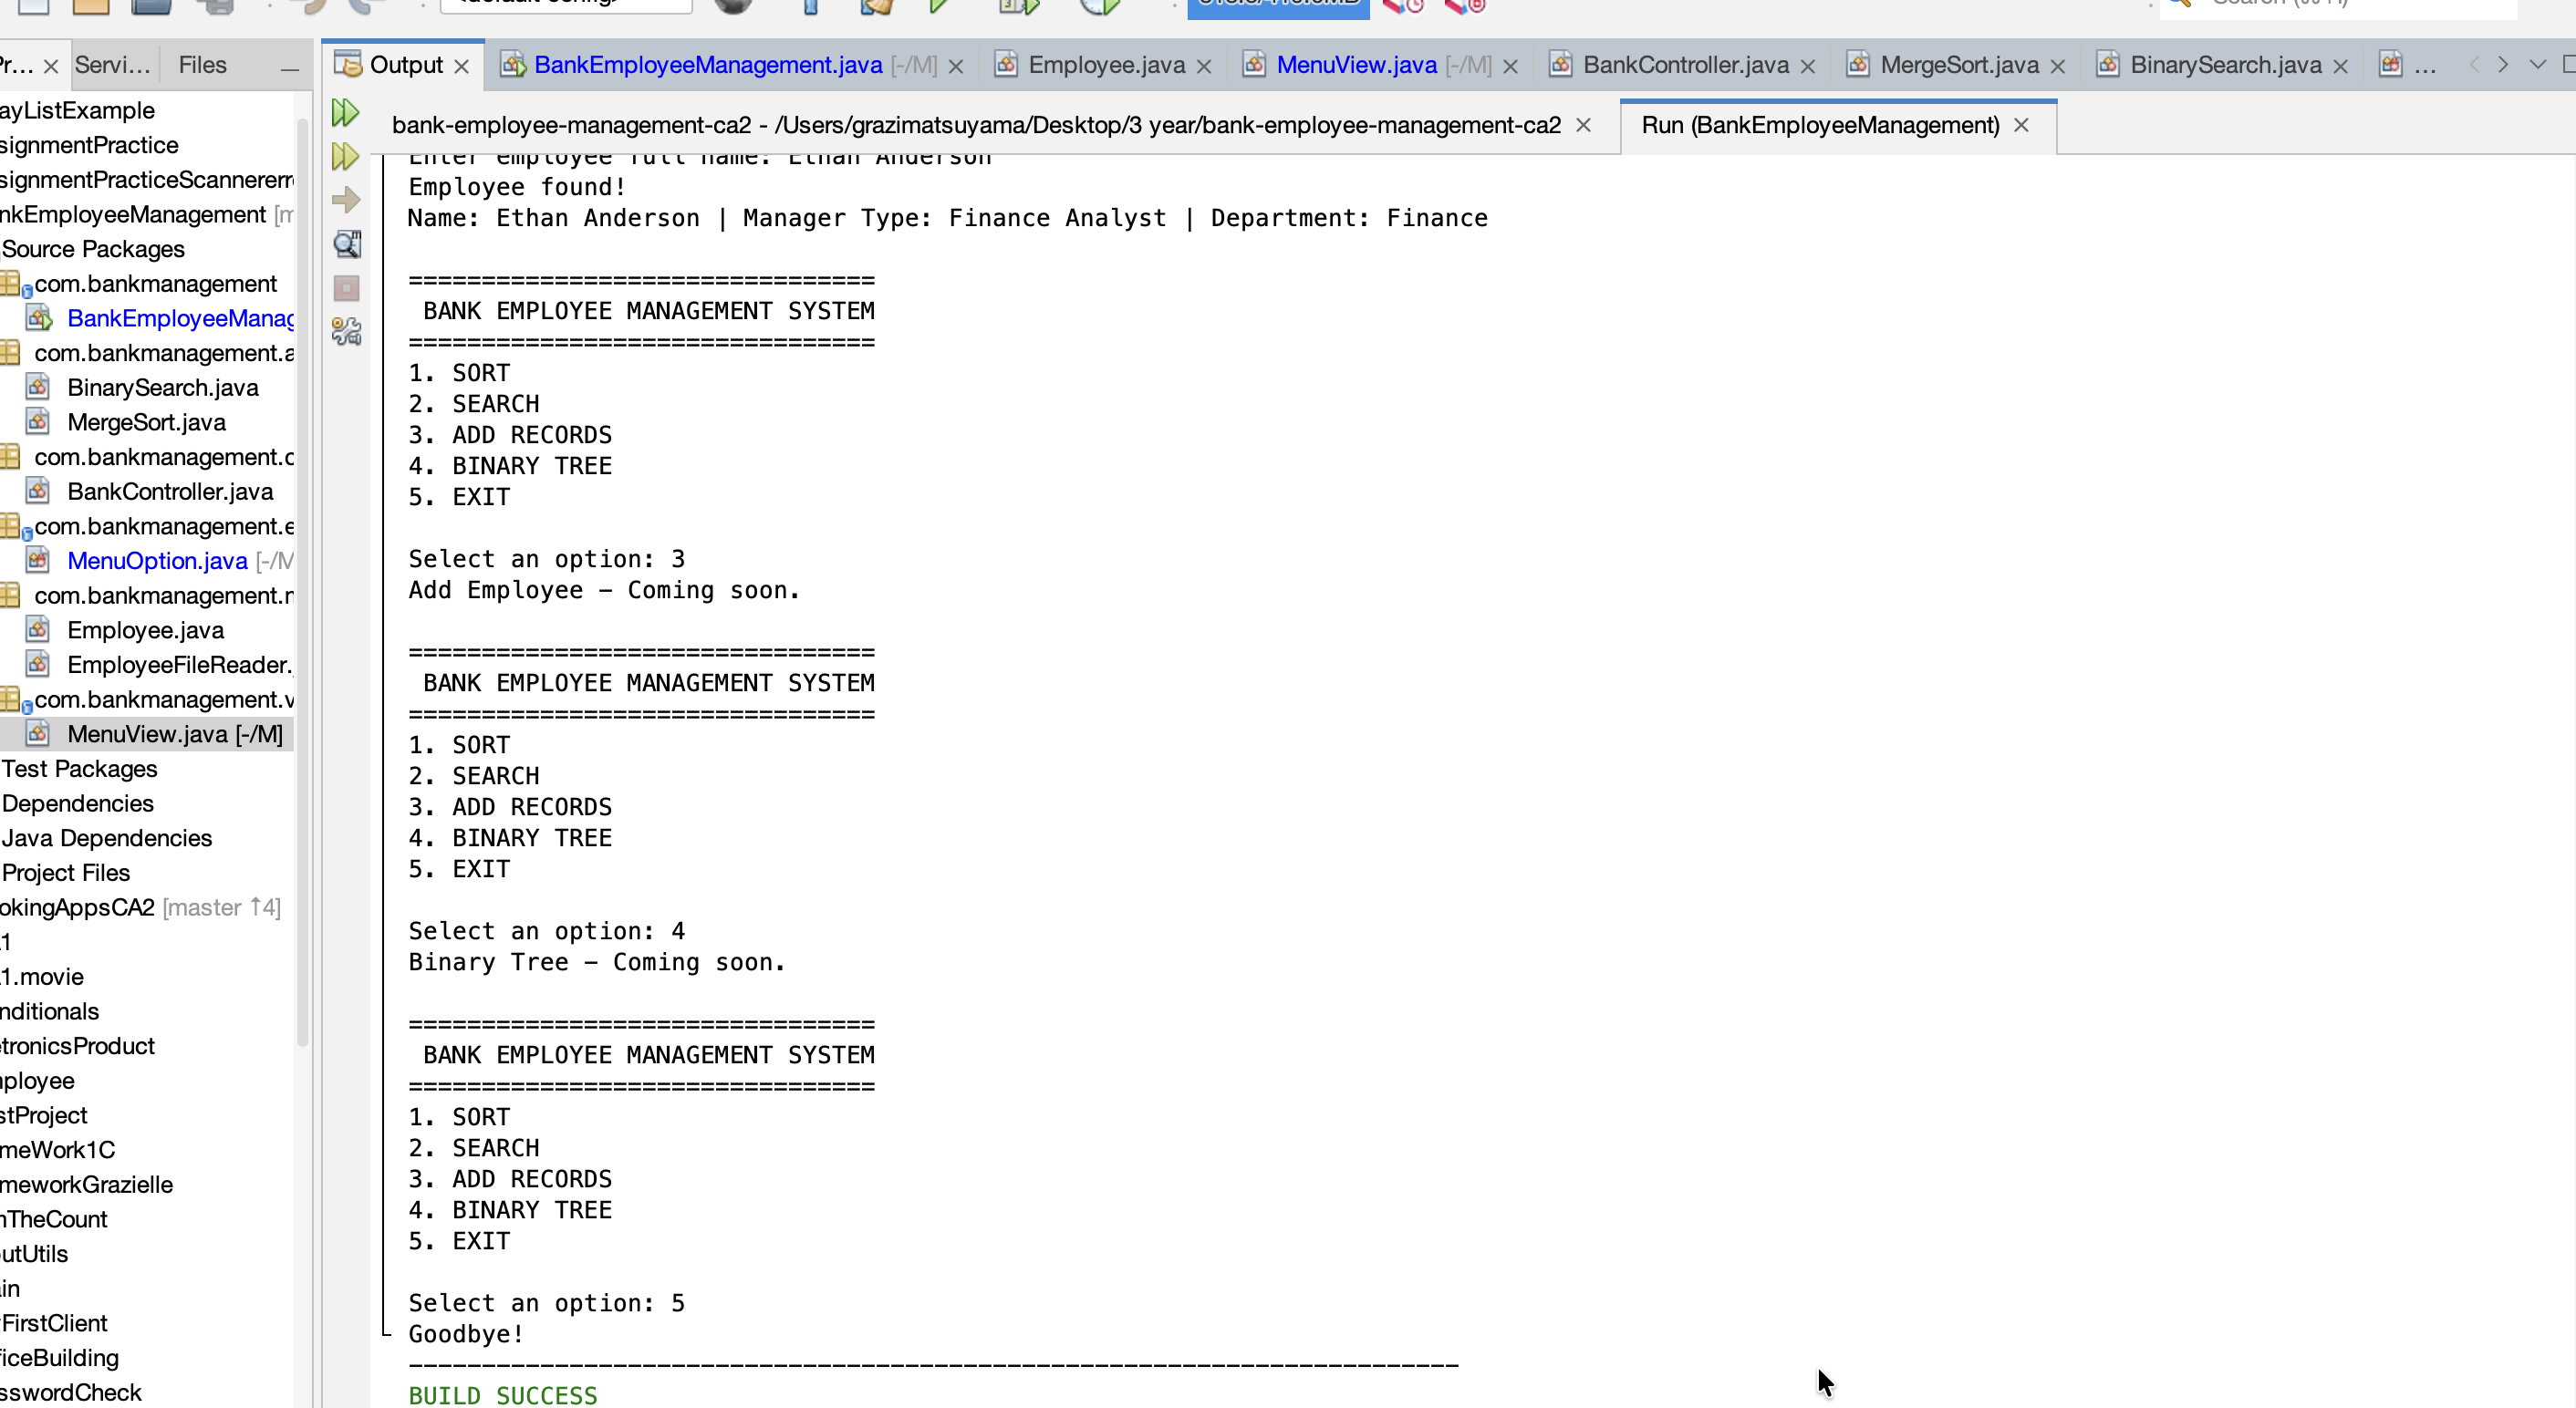 Pr...
Servi...
Files
Output
BankEmployeeManagement.java [-/M]
Employee.java
MenuView.java [-/M]
BankController.java
MergeSort.java
BinarySearch.java
...
bank-employee-management-ca2 - /Users/grazimatsuyama/Desktop/3 year/bank-employee-management-ca2
Run (BankEmployeeManagement)
ayListExample
signmentPractice
signmentPracticeScannererr
nkEmployeeManagement [m
Source Packages
com.bankmanagement
BankEmployeeManag
com.bankmanagement.a
BinarySearch.java
MergeSort.java
com.bankmanagement.c
BankController.java
com.bankmanagement.e
MenuOption.java [-/M
com.bankmanagement.m
Employee.java
EmployeeFileReader.
com.bankmanagement.v
MenuView.java [-/M]
Test Packages
Dependencies
Java Dependencies
Project Files
okingAppsCA2 [master ↑4]
1
1.movie
nditionals
tronicsProduct
ployee
stProject
meWork1C
meworkGrazielle
nTheCount
outUtils
in
FirstClient
ficeBuilding
sswordCheck
Enter employee full name: Ethan Anderson
Employee found!
Name: Ethan Anderson | Manager Type: Finance Analyst | Department: Finance
================================
BANK EMPLOYEE MANAGEMENT SYSTEM
================================
1. SORT
2. SEARCH
3. ADD RECORDS
4. BINARY TREE
5. EXIT
Select an option: 3
Add Employee – Coming soon.
================================
BANK EMPLOYEE MANAGEMENT SYSTEM
================================
1. SORT
2. SEARCH
3. ADD RECORDS
4. BINARY TREE
5. EXIT
Select an option: 4
Binary Tree – Coming soon.
================================
BANK EMPLOYEE MANAGEMENT SYSTEM
================================
1. SORT
2. SEARCH
3. ADD RECORDS
4. BINARY TREE
5. EXIT
Select an option: 5
Goodbye!
------------------------------------------------------------------------
BUILD SUCCESS